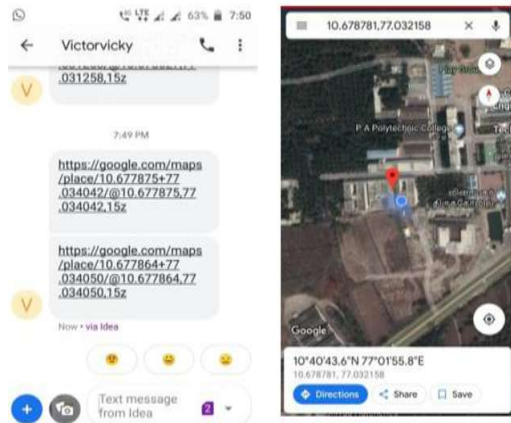 63% 7:50
Victorvicky
.031258,15z
V
7:49 PM
https://google.com/maps
/place/10.677875+77
.034042/@10.677875,77
.034042,15z
https://google.com/maps
/place/10.677864+77
.034050/@10.677864,77
.034050,15z
V
Now • via Idea
Text message
from Idea
2
10.678781,77.032158
Play Ground
P A Polytechnic College
Google
10°40'43.6"N 77°01'55.8"E
10.678781, 77.032158
Directions
Share
Save